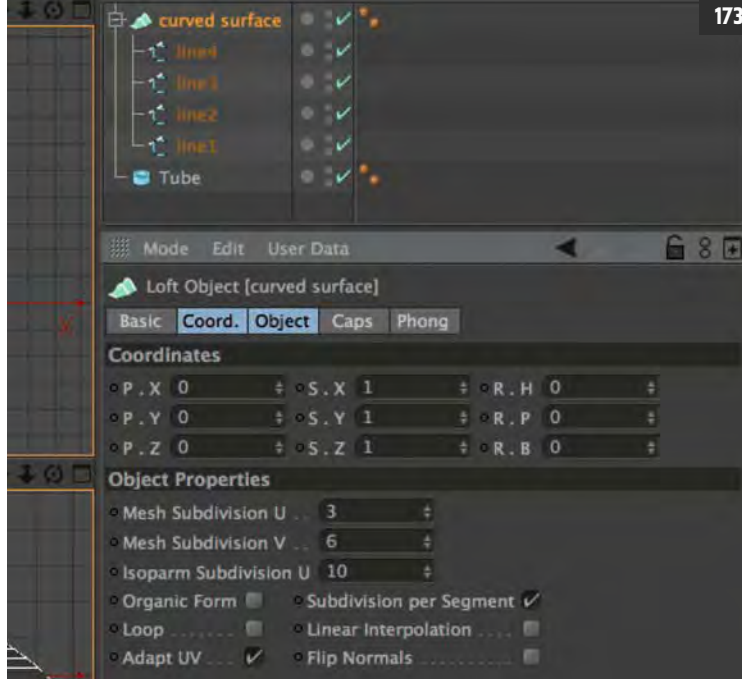 173
curved surface
line4
line3
line2
line1
Tube
Mode Edit User Data
Loft Object [curved surface]
Basic Coord. Object Caps Phong
Coordinates
P . X 0 S . X 1 R . H 0
P . Y 0 S . Y 1 R . P 0
P . Z 0 S . Z 1 R . B 0
Object Properties
Mesh Subdivision U . . 3
Mesh Subdivision V . . 6
Isoparm Subdivision U 10
Organic Form Subdivision per Segment
Loop . . . . . . . Linear Interpolation . . . .
Adapt UV . . . Flip Normals . . . . . . . . . .